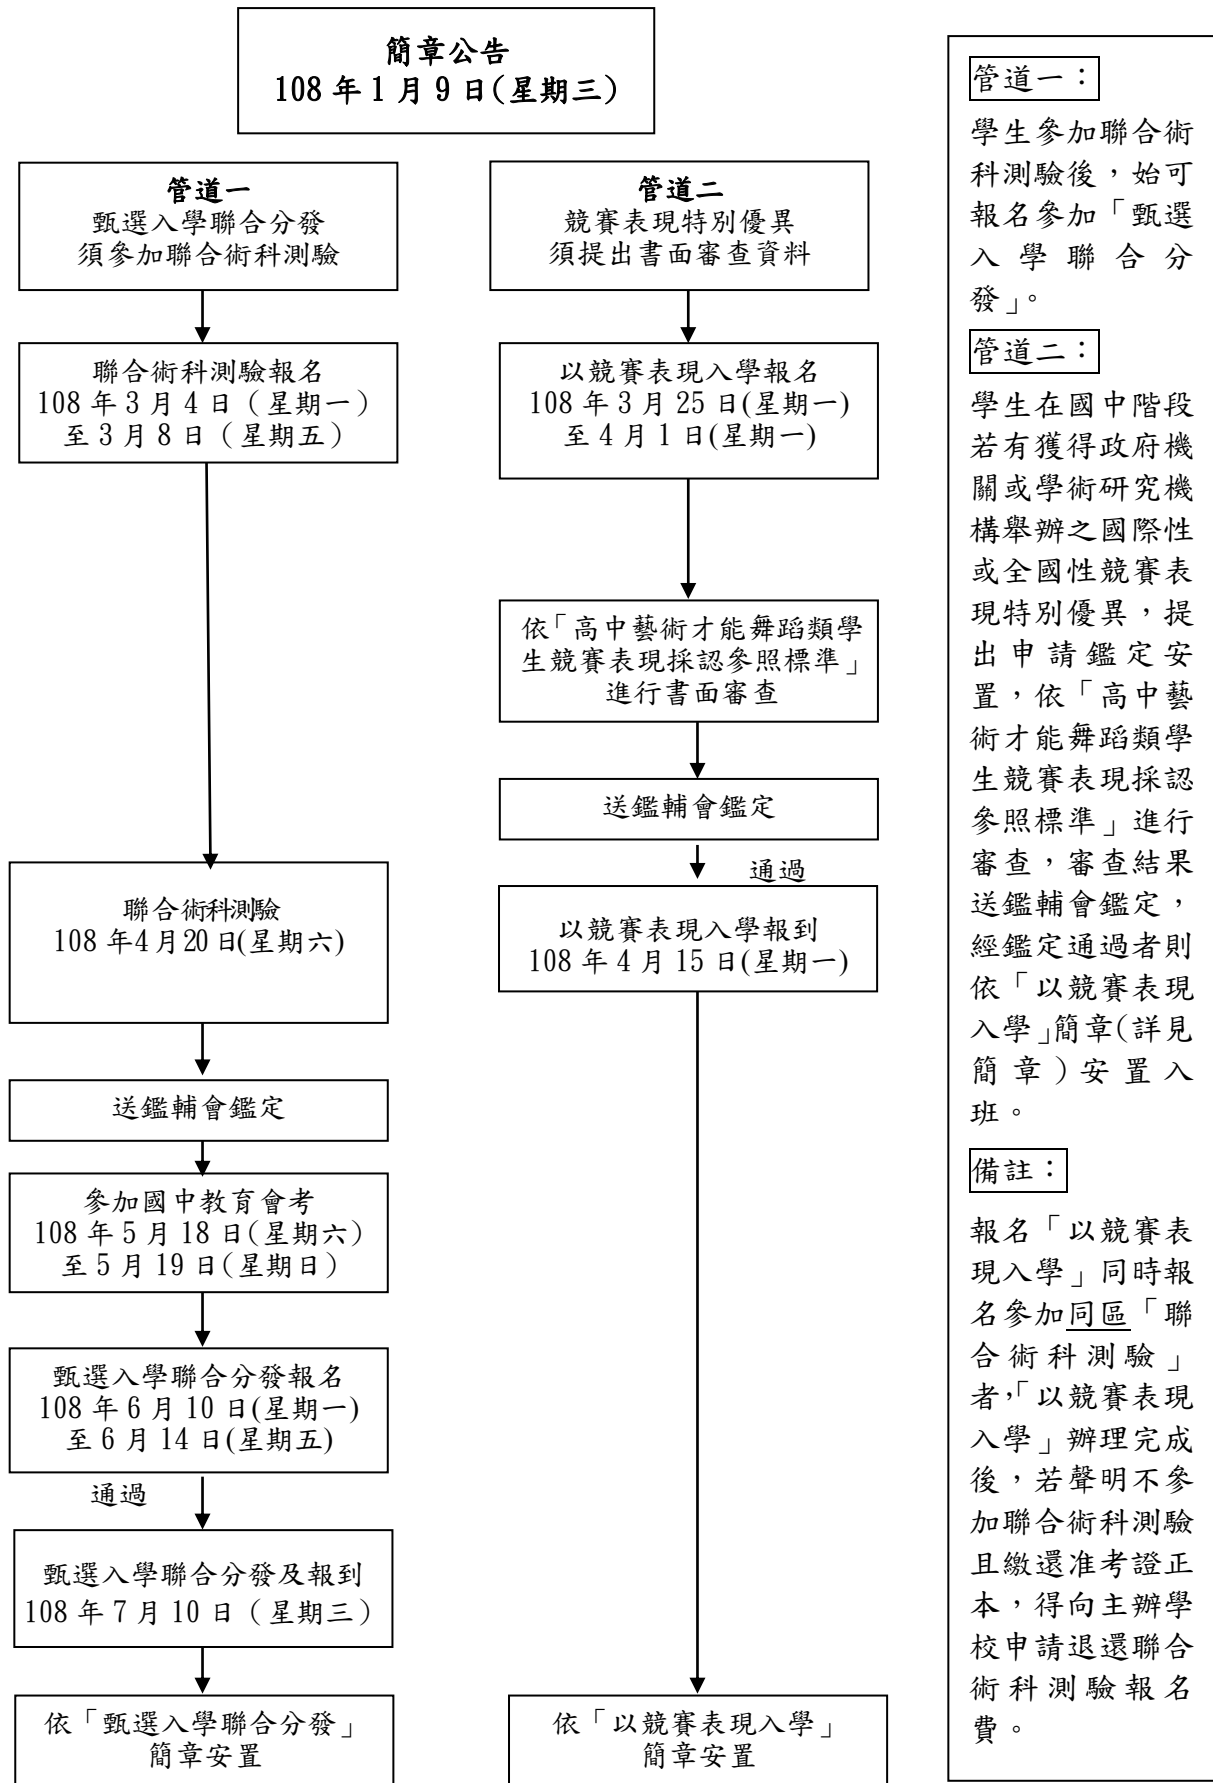 簡章公告
108 年 1 月 9 日(星期三)
管道一
甄選入學聯合分發
須參加聯合術科測驗
聯合術科測驗報名
108 年 3 月 4 日（星期一）
至 3 月 8 日（星期五）
聯合術科測驗
108 年4月20日(星期六)
送鑑輔會鑑定
參加國中教育會考
108 年 5 月 18 日(星期六)
至 5 月 19 日(星期日)
甄選入學聯合分發報名
108 年 6 月 10 日(星期一)
至 6 月 14 日(星期五)
通過
甄選入學聯合分發及報到
108 年 7 月 10 日（星期三）
依「甄選入學聯合分發」
簡章安置
管道二
競賽表現特別優異
須提出書面審查資料
以競賽表現入學報名
108 年 3 月 25 日(星期一)
至 4 月 1 日(星期一)
依「高中藝術才能舞蹈類學
生競賽表現採認參照標準」
進行書面審查
送鑑輔會鑑定
通過
以競賽表現入學報到
108 年 4 月 15 日(星期一)
依「以競賽表現入學」
簡章安置
管道一：
學生參加聯合術
科測驗後，始可
報名參加「甄選
入學聯合分
發」。
管道二：
學生在國中階段
若有獲得政府機
關或學術研究機
構舉辦之國際性
或全國性競賽表
現特別優異，提
出申請鑑定安
置，依「高中藝
術才能舞蹈類學
生競賽表現採認
參照標準」進行
審查，審查結果
送鑑輔會鑑定，
經鑑定通過者則
依「以競賽表現
入學」簡章(詳見
簡章)安置入
班。
備註：
報名「以競賽表
現入學」同時報
名參加同區「聯
合術科測驗」
者，「以競賽表現
入學」辦理完成
後，若聲明不參
加聯合術科測驗
且繳還准考證正
本，得向主辦學
校申請退還聯合
術科測驗報名
費。